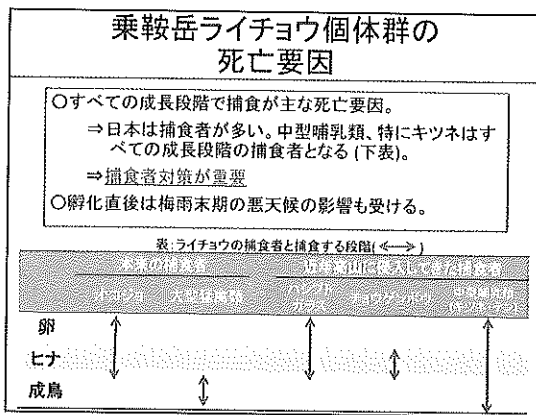 乗鞍岳ライチョウ個体群の
死亡要因
○すべての成長段階で捕食が主な死亡要因。
⇒日本は捕食者が多い。中型哺乳類、特にキツネはす
べての成長段階の捕食者となる (下表)。
⇒捕食者対策が重要
○孵化直後は梅雨末期の悪天候の影響も受ける。
表:ライチョウの捕食者と捕食する段階(⟷)
本来の捕食者 近年高山に侵入してきた捕食者
オコジョ 大型猛禽類 ハシブト
ガラス チョウゲンボウ
卵
ヒナ
成鳥